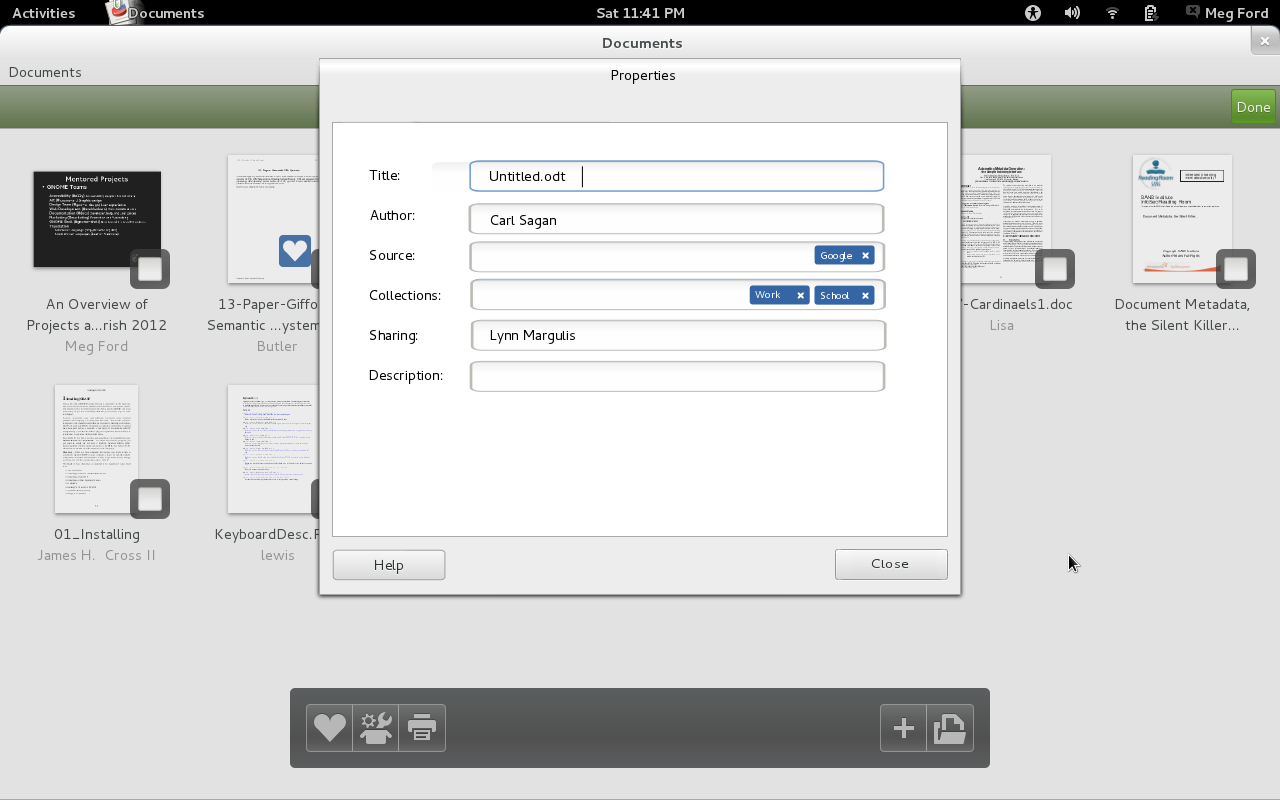 Activities Documents Sat 11:41 PM Meg Ford
Documents
Documents
Properties
Done
Title: Untitled.odt
Author: Carl Sagan
Source: Google
Collections: Work School
Sharing: Lynn Margulis
Description:
Help Close
Mentored Projects
GNOME Teams
An Overview of
Projects a...rish 2012
Meg Ford
13-Paper-Giffo
Semantic ...ystem
Butler
-Cardinaels1.doc
Lisa
Document Metadata,
the Silent Killer...
01_Installing
James H. Cross II
KeyboardDesc.
lewis